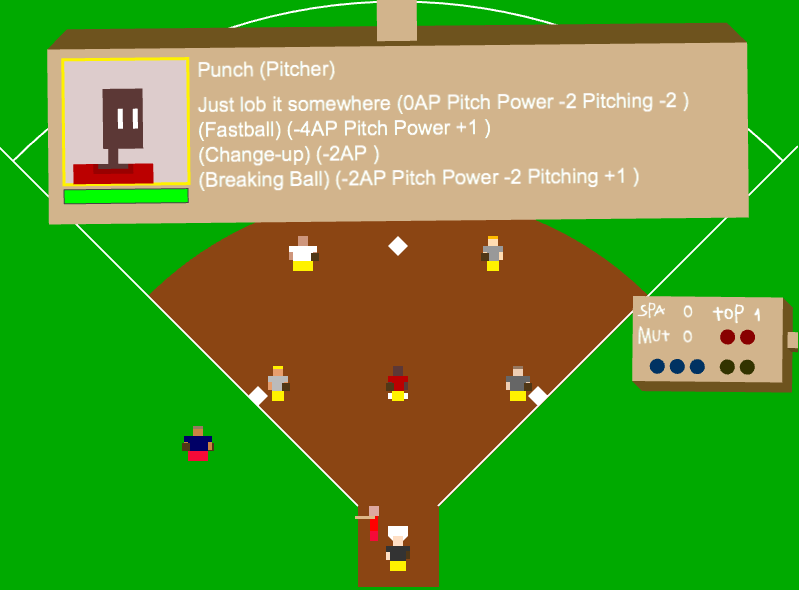 Punch (Pitcher)
Just lob it somewhere (0AP Pitch Power -2 Pitching -2 )
(Fastball) (-4AP Pitch Power +1 )
(Change-up) (-2AP )
(Breaking Ball) (-2AP Pitch Power -2 Pitching +1 )
SPA 0 TOP 1
Mut 0